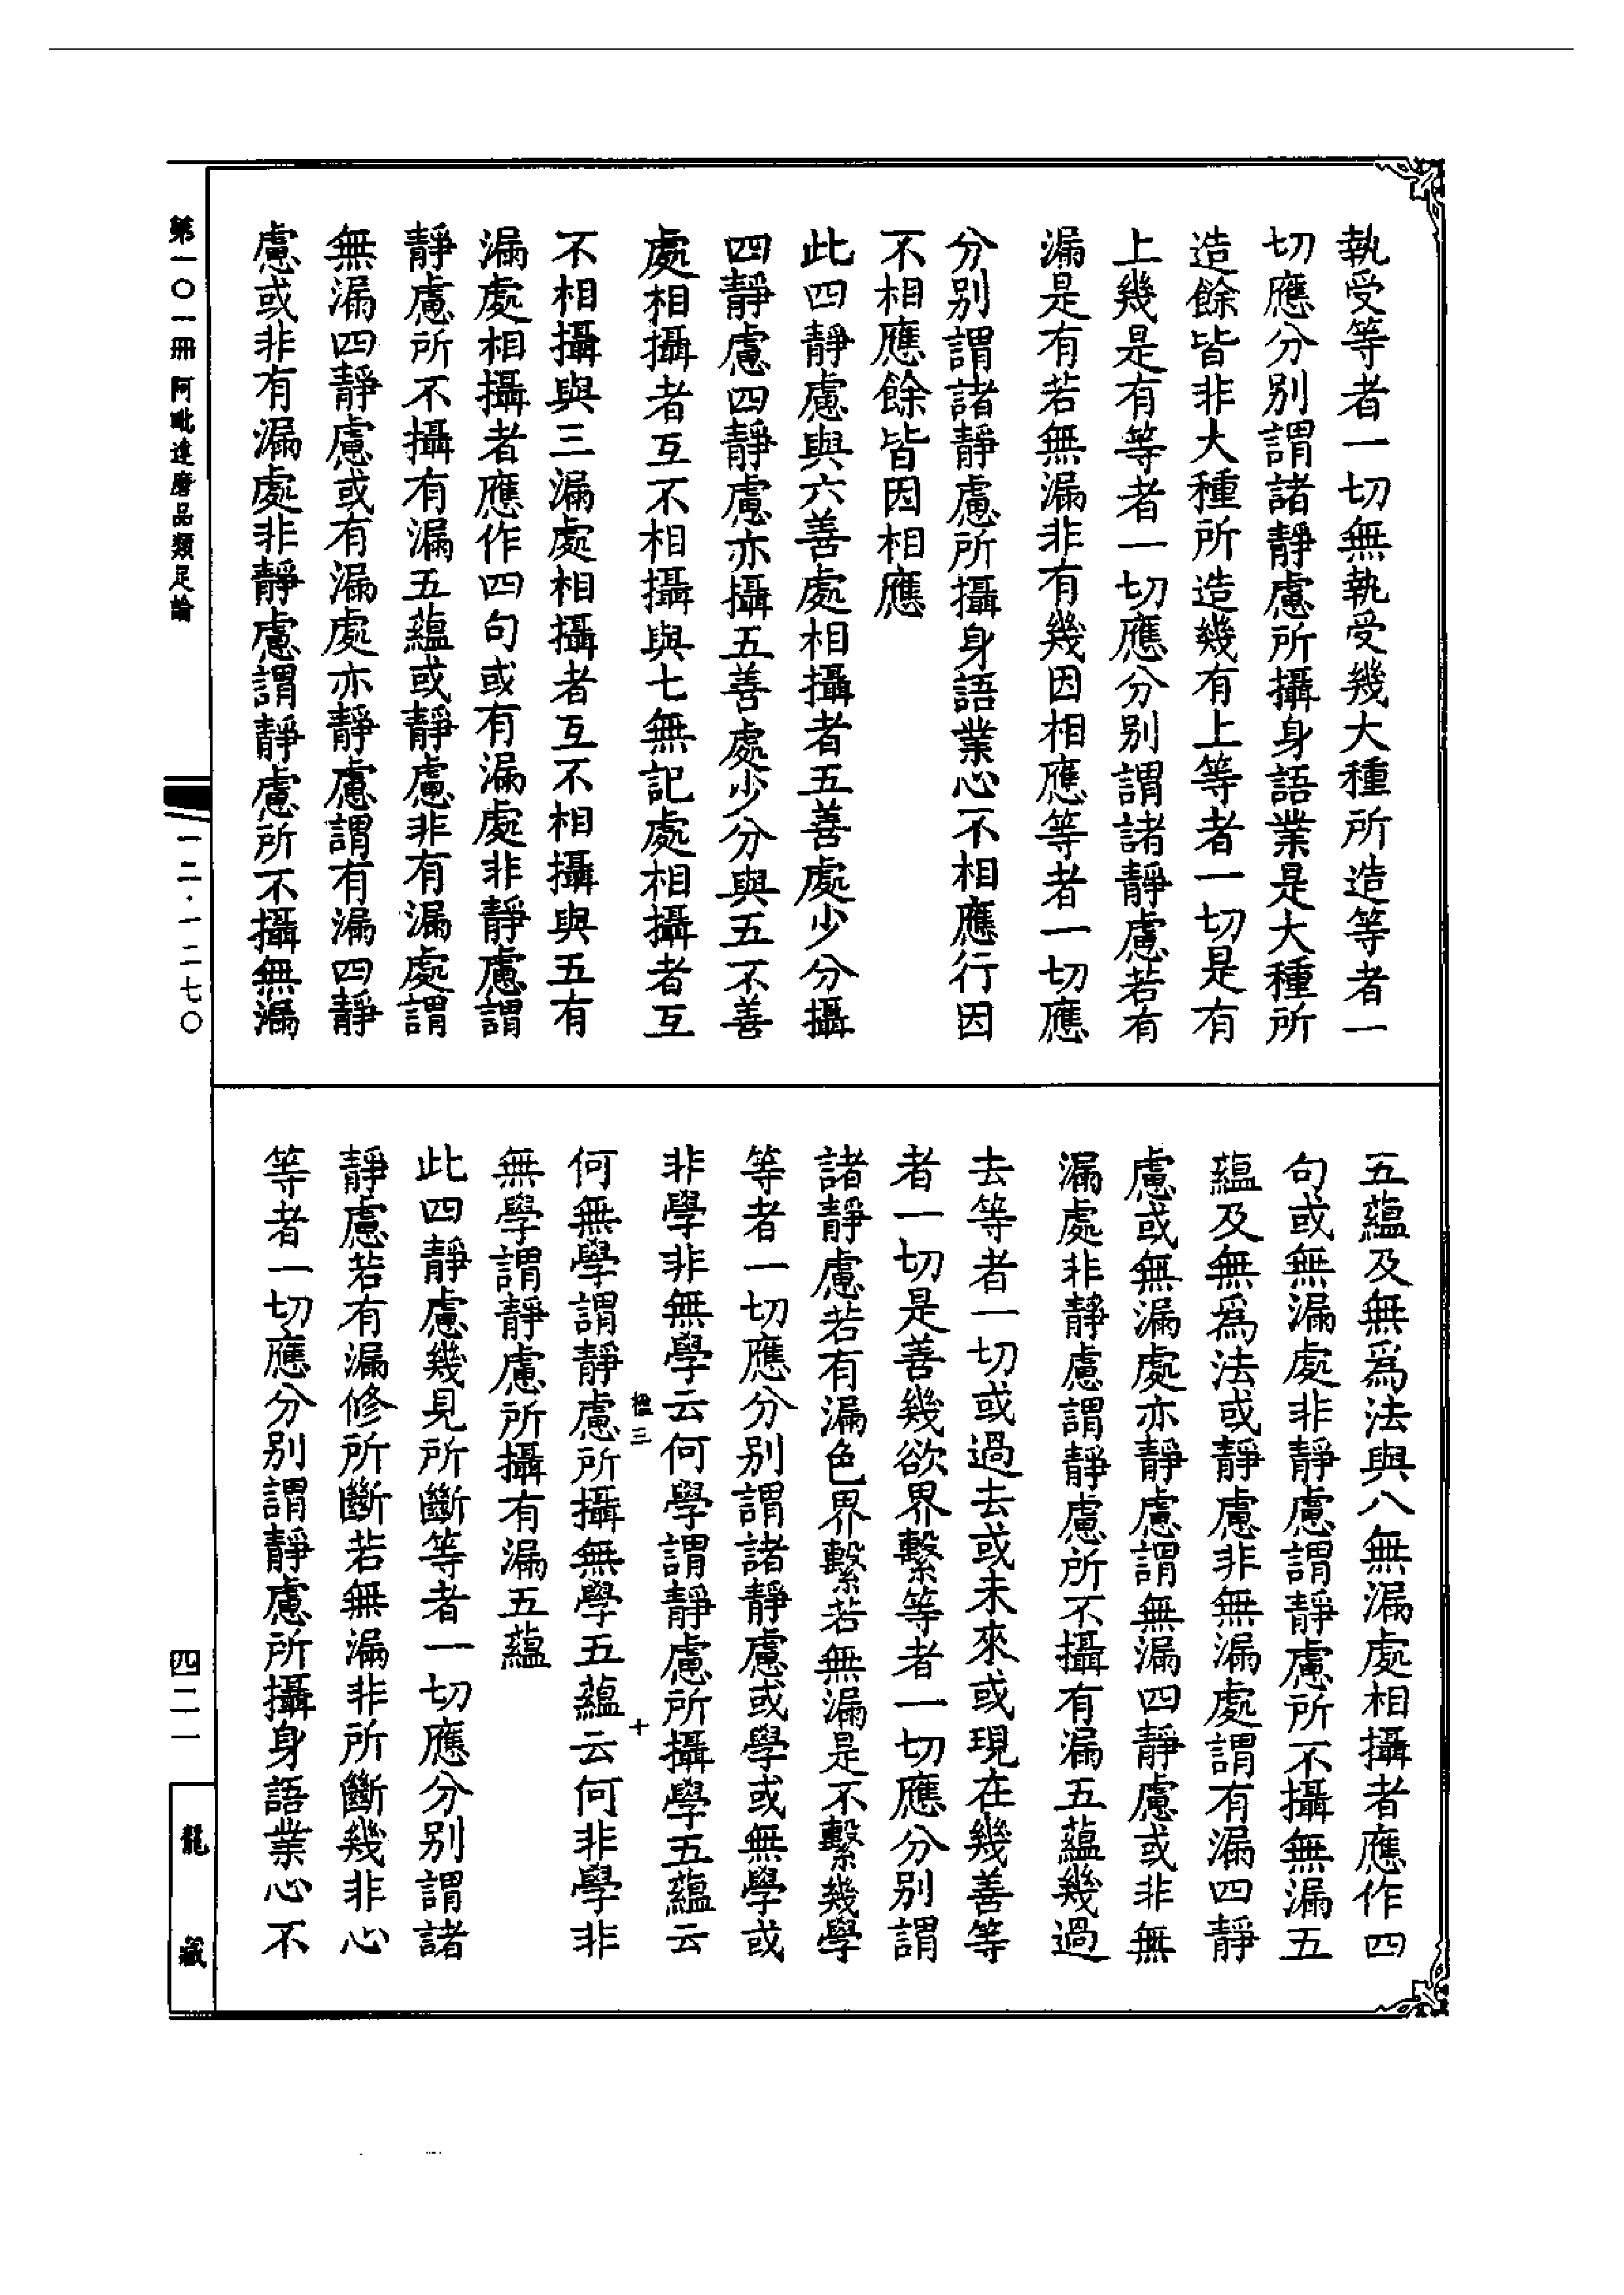 執受等者一切無執受幾大種所造等者一
切應分別謂諸靜慮所攝身語業是大種所
造餘皆非大種所造幾有上等者一切是有
上幾是有等者一切應分別謂諸靜慮若有
漏是有若無漏非有幾因相應等者一切應
分別謂諸靜慮所攝身語業心不相應行因
不相應餘皆因相應
此四靜慮與六善處相攝者五善處少分攝
四靜慮四靜慮亦攝五善處少分與五不善
處相攝者互不相攝與七無記處相攝者互
不相攝與三漏處相攝者互不相攝與五有
漏處相攝者應作四句或有漏處非靜慮謂
靜慮所不攝有漏五蘊或靜慮非有漏處謂
無漏四靜慮或有漏處亦靜慮謂有漏四靜
慮或非有漏處非靜慮謂靜慮所不攝無漏
五蘊及無爲法與八無漏處相攝者應作四
句或無漏處非靜慮謂靜慮所不攝無漏五
蘊及無爲法或靜慮非無漏處謂有漏四靜
慮或無漏處亦靜慮謂無漏四靜慮或非無
漏處非靜慮謂靜慮所不攝有漏五蘊幾過
去等者一切或過去或未來或現在幾善等
者一切是善幾欲界繫等者一切應分別謂
諸靜慮若有漏色界繫若無漏是不繫幾學
等者一切應分別謂諸靜慮或學或無學或
非學非無學云何學謂靜慮所攝學五蘊云
三 十
何無學謂靜慮所攝無學五蘊云何非學非
無學謂靜慮所攝有漏五蘊
此四靜慮幾見所斷等者一切應分別謂諸
靜慮若有漏修所斷若無漏非所斷幾非心
等者一切應分別謂靜慮所攝身語業心不
第一〇一冊 阿毗達磨品類足論
一二·一二七〇
四二一
龍藏